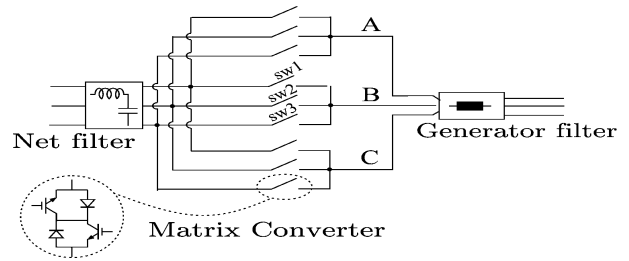 A
sw1
sw2
B
sw3
Net filter
Generator filter
C
Matrix Converter